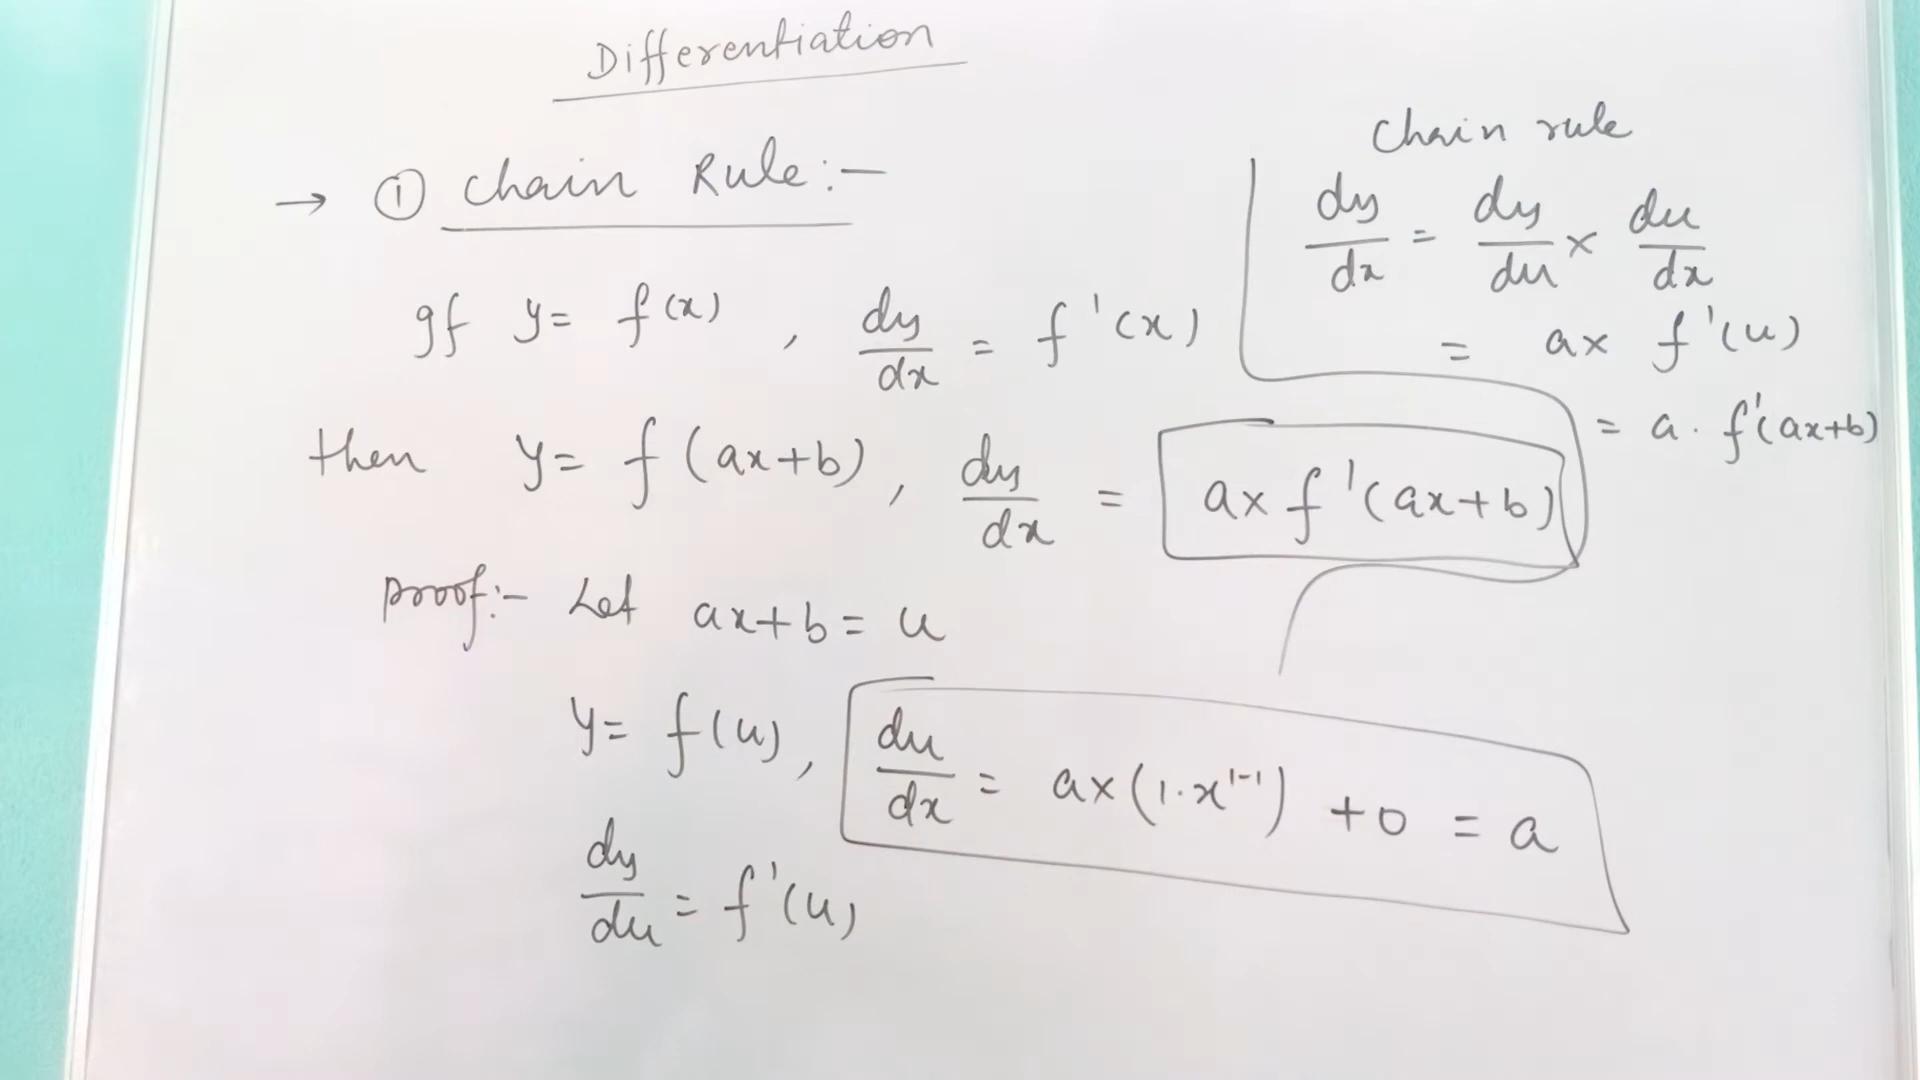 Differentiation
→ ① Chain Rule:-
If y= f(x) , dy/dx = f'(x)
then y= f(ax+b) , dy/dx = a× f'(ax+b)
Proof:- Let ax+b = u
y= f(u) , du/dx = a×(1·x¹⁻¹) +0 = a
dy/du = f'(u)
Chain rule
dy/dx = dy/du × du/dx
= a× f'(u)
= a· f'(ax+b)